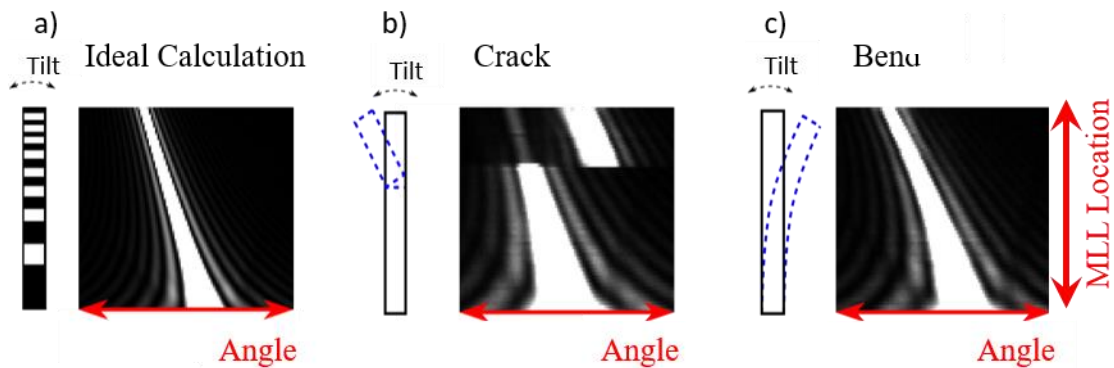 a)
Ideal Calculation
Tilt
Angle
b)
Crack
Tilt
Angle
c)
Tilt
MLL Location
Angle